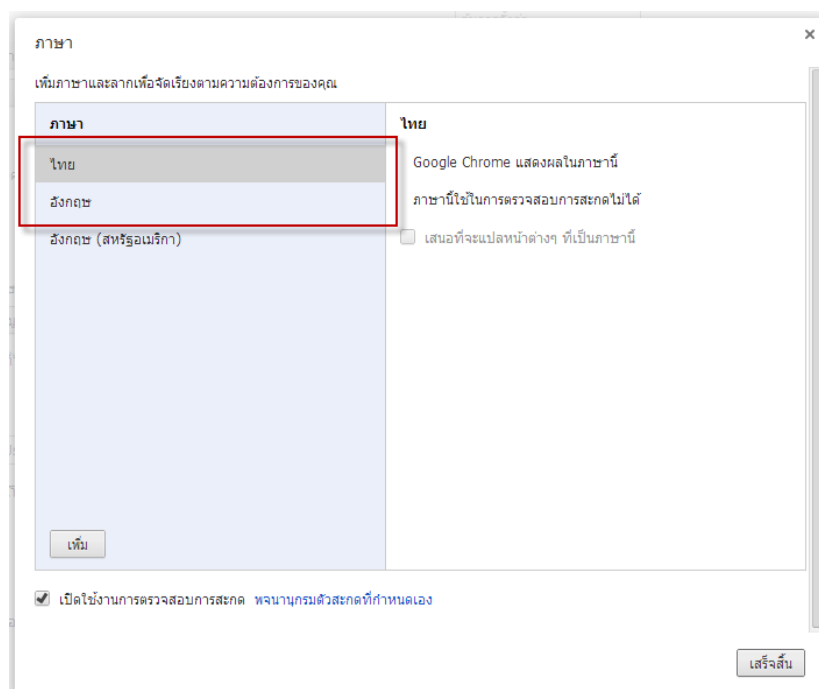 ภาษา
×
เพิ่มภาษาและลากเพื่อจัดเรียงตามความต้องการของคุณ
ภาษา
ไทย
อังกฤษ
อังกฤษ (สหรัฐอเมริกา)
เพิ่ม
ไทย
Google Chrome แสดงผลในภาษานี้
ภาษานี้ใช้ในการตรวจสอบการสะกดไม่ได้
เสนอที่จะแปลหน้าต่างๆ ที่เป็นภาษานี้
เปิดใช้งานการตรวจสอบการสะกด พจนานุกรมตัวสะกดที่กำหนดเอง
เสร็จสิ้น